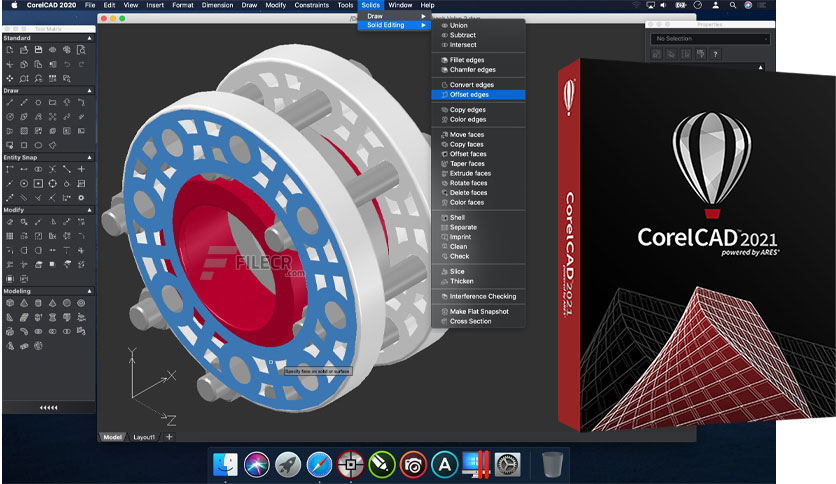 CorelCAD 2020 File Edit View Insert Format Dimension Draw Modify Constraints Tools Solids Window Help
Draw
Solid Editing
Union
Subtract
Intersect
Fillet edges
Chamfer edges
Convert edges
Offset edges
Copy edges
Color edges
Move faces
Copy faces
Offset faces
Taper faces
Extrude faces
Rotate faces
Delete faces
Color faces
Shell
Separate
Imprint
Clean
Check
Slice
Thicken
Interference Checking
Make Flat Snapshot
Cross Section
Tool Matrix
Standard
Draw
Entity Snap
Modify
Modeling
Properties
No Selection
FILECR
.com
Specify face on solid or surface
Y
X
Z
Model Layout1
CorelCAD 2021
CorelCAD™2021
powered by ARES®